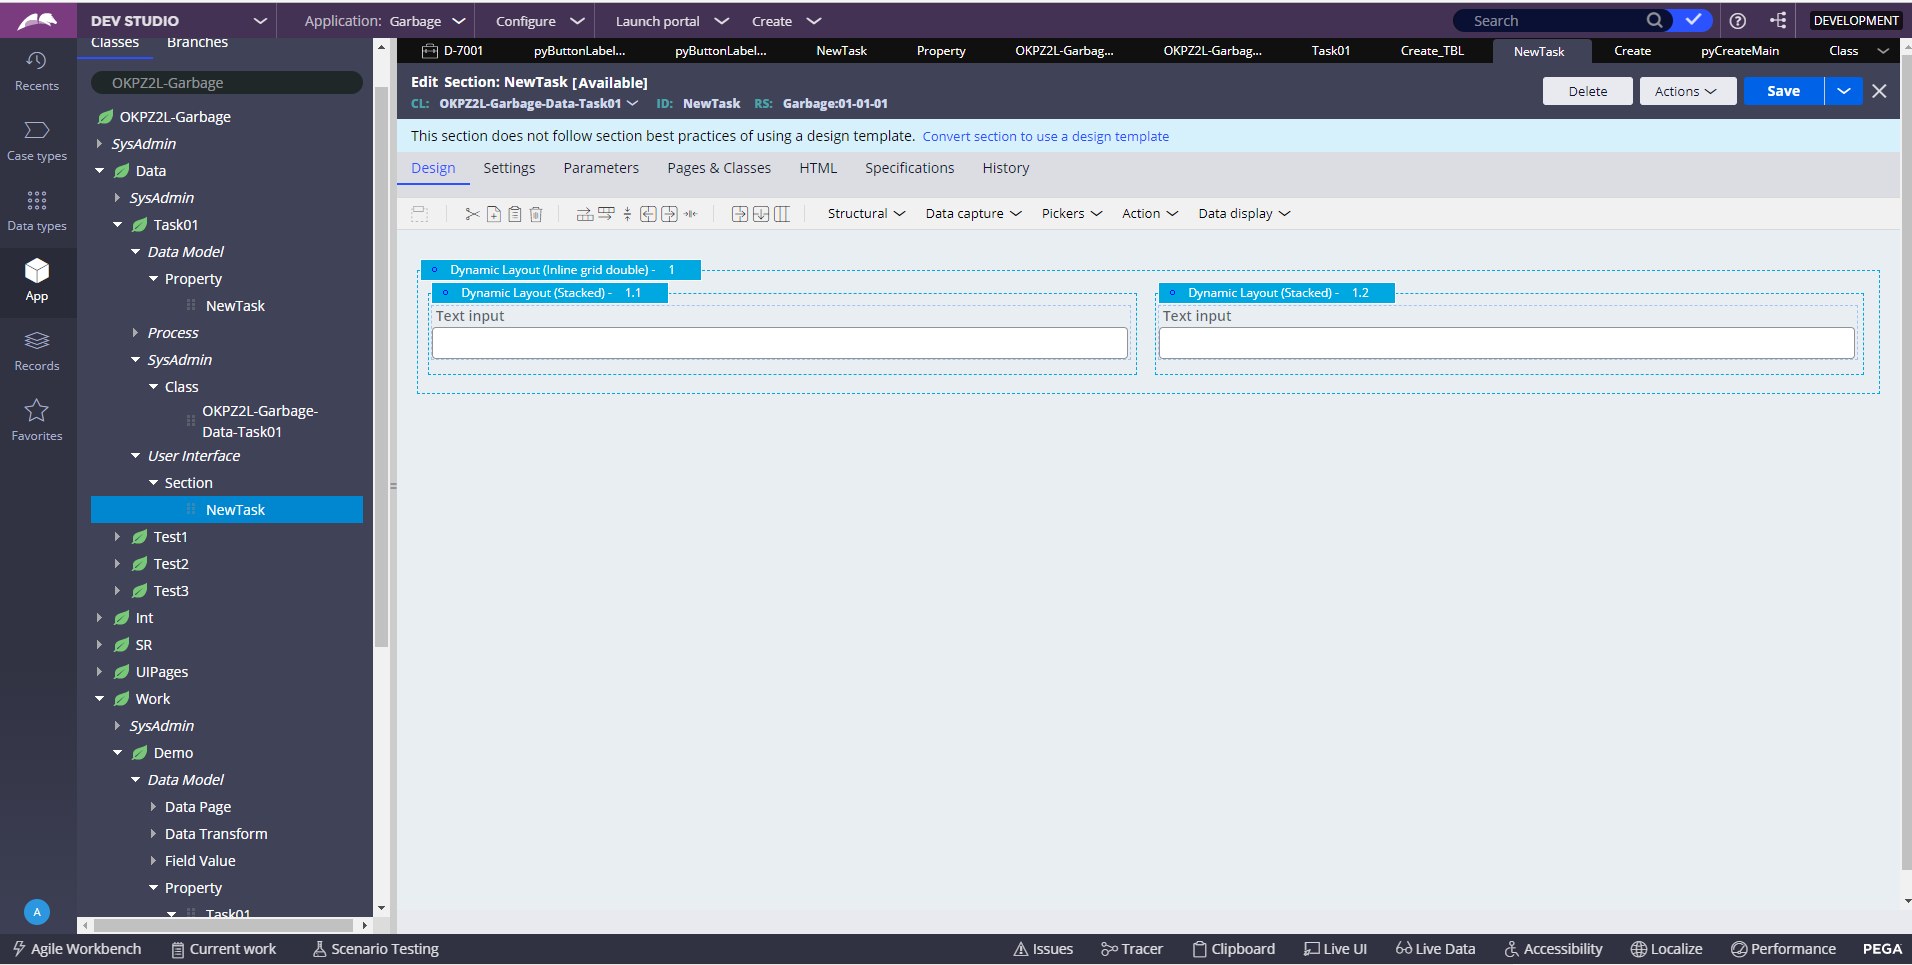 DEV STUDIO
Application: Garbage
Configure
Launch portal
Create
Search
DEVELOPMENT
Recents
Case types
Data types
App
Records
Favorites
A
Classes
Branches
OKPZ2L-Garbage
OKPZ2L-Garbage
SysAdmin
Data
SysAdmin
Task01
Data Model
Property
NewTask
Process
SysAdmin
Class
OKPZ2L-Garbage-
Data-Task01
User Interface
Section
NewTask
Test1
Test2
Test3
Int
SR
UIPages
Work
SysAdmin
Demo
Data Model
Data Page
Data Transform
Field Value
Property
Task01
D-7001
pyButtonLabel...
pyButtonLabel...
NewTask
Property
OKPZ2L-Garbag...
OKPZ2L-Garbag...
Task01
Create_TBL
NewTask
Create
pyCreateMain
Class
Edit Section: NewTask [Available]
CL: OKPZ2L-Garbage-Data-Task01 ID: NewTask RS: Garbage:01-01-01
Delete
Actions
Save
This section does not follow section best practices of using a design template. Convert section to use a design template
Design
Settings
Parameters
Pages & Classes
HTML
Specifications
History
Structural
Data capture
Pickers
Action
Data display
Dynamic Layout (Inline grid double) - 1
Dynamic Layout (Stacked) - 1.1
Text input
Dynamic Layout (Stacked) - 1.2
Text input
Agile Workbench
Current work
Scenario Testing
Issues
Tracer
Clipboard
Live UI
Live Data
Accessibility
Localize
Performance
PEGA